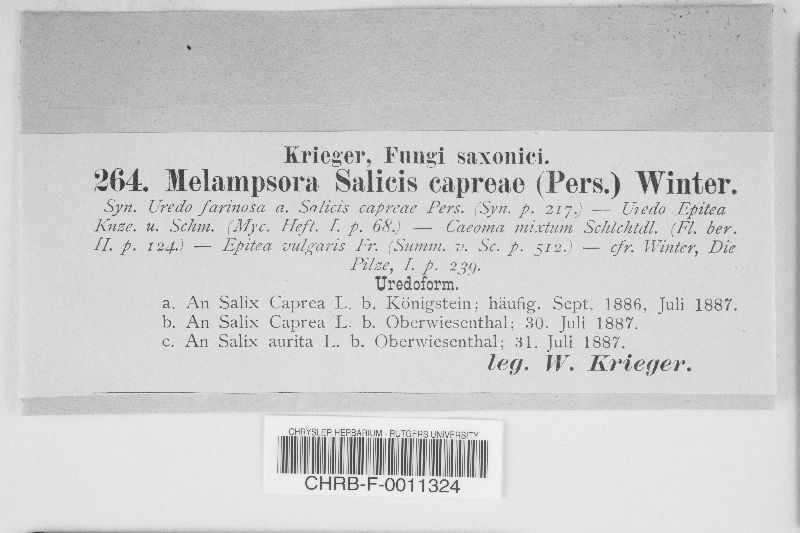 Krieger, Fungi saxonici.
264. Melampsora Salicis capreae (Pers.) Winter.
Syn. Uredo farinosa a. Salicis capreae Pers. (Syn. p. 217.) — Uredo Epitea
Knze. u. Schm. (Myc. Heft. I. p. 68.) — Caeoma mixtum Schlchtdl. (Fl. ber.
II. p. 124.) — Epitea vulgaris Fr. (Summ. v. Sc. p. 512.) — cfr. Winter, Die
Pilze, I. p. 239.
Uredoform.
a. An Salix Caprea L. b. Königstein; häufig. Sept. 1886, Juli 1887.
b. An Salix Caprea L. b. Oberwiesenthal; 30. Juli 1887.
c. An Salix aurita L. b. Oberwiesenthal; 31. Juli 1887.
leg. W. Krieger.
CHRYSLER HERBARIUM - RUTGERS UNIVERSITY
CHRB-F-0011324